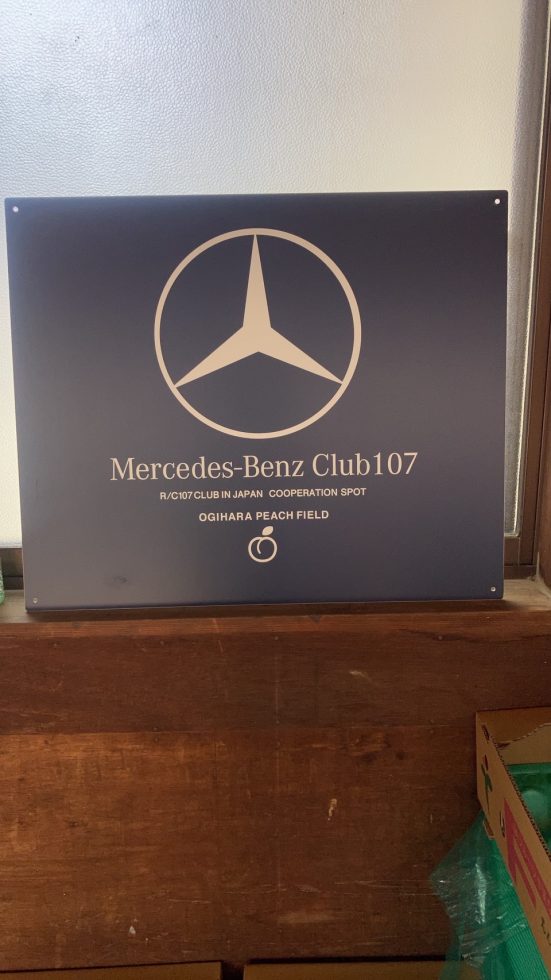 Mercedes-Benz Club107
R/C107 CLUB IN JAPAN COOPERATION SPOT
OGIHARA PEACH FIELD